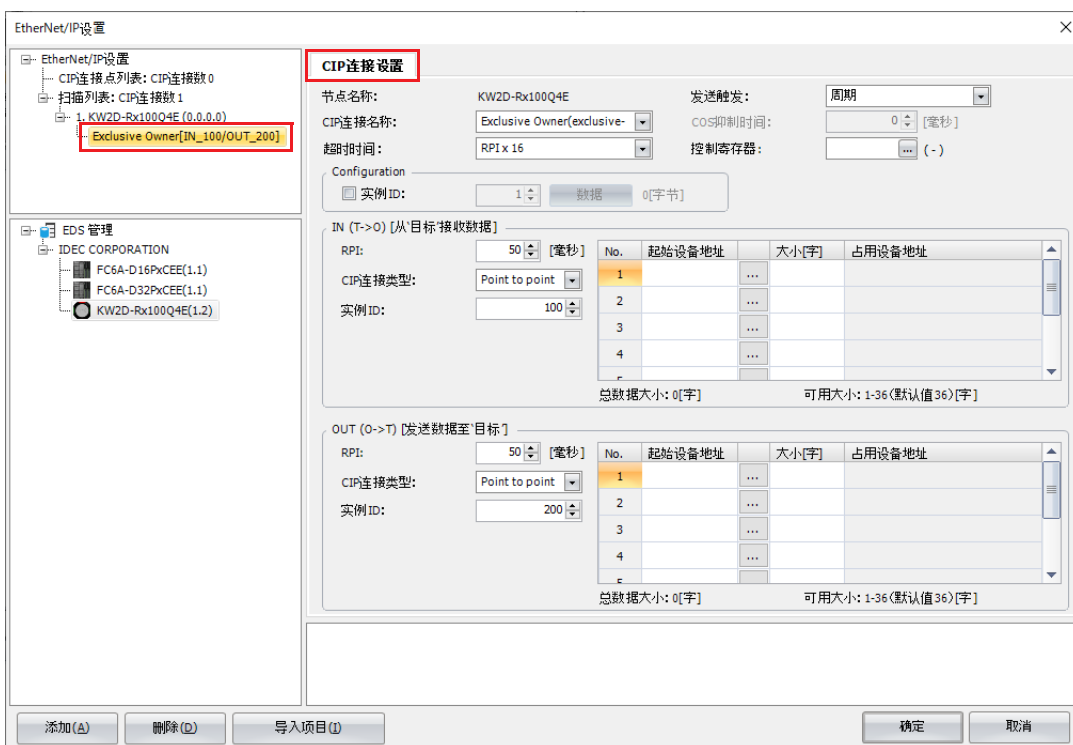 EtherNet/IP设置
EtherNet/IP设置
CIP连接点列表: CIP连接数 0
扫描列表: CIP连接数 1
1. KW2D-Rx100Q4E (0.0.0.0)
Exclusive Owner[IN_100/OUT_200]
EDS 管理
IDEC CORPORATION
FC6A-D16PxCEE(1.1)
FC6A-D32PxCEE(1.1)
KW2D-Rx100Q4E(1.2)
CIP连接设置
节点名称: KW2D-Rx100Q4E 发送触发: 周期
CIP连接名称: Exclusive Owner(exclusive- COS抑制时间: 0 [毫秒]
超时时间: RPI x 16 控制寄存器: ... (-)
Configuration
实例ID: 1 数据 0[字节]
IN (T->O) [从'目标'接收数据]
RPI: 50 [毫秒]
CIP连接类型: Point to point
实例ID: 100
No. 起始设备地址 大小[字] 占用设备地址
1 ...
2 ...
3 ...
4 ...
总数据大小: 0[字] 可用大小: 1-36(默认值36)[字]
OUT (O->T) [发送数据至'目标']
RPI: 50 [毫秒]
CIP连接类型: Point to point
实例ID: 200
No. 起始设备地址 大小[字] 占用设备地址
1 ...
2 ...
3 ...
4 ...
总数据大小: 0[字] 可用大小: 1-36(默认值36)[字]
添加(A) 删除(D) 导入项目(I) 确定 取消